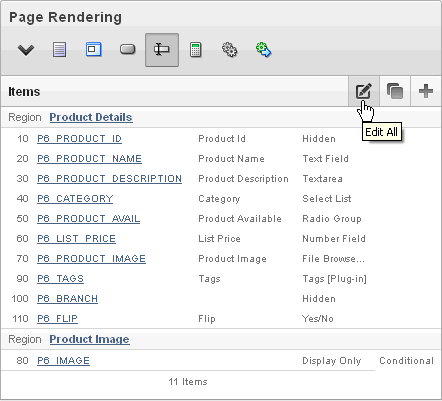 Page Rendering
Items
Edit All
Region Product Details
10 P6_PRODUCT_ID Product Id Hidden
20 P6_PRODUCT_NAME Product Name Text Field
30 P6_PRODUCT_DESCRIPTION Product Description Textarea
40 P6_CATEGORY Category Select List
50 P6_PRODUCT_AVAIL Product Available Radio Group
60 P6_LIST_PRICE List Price Number Field
70 P6_PRODUCT_IMAGE Product Image File Browse...
90 P6_TAGS Tags Tags [Plug-in]
100 P6_BRANCH Hidden
110 P6_FLIP Flip Yes/No
Region Product Image
80 P6_IMAGE Display Only Conditional
11 Items